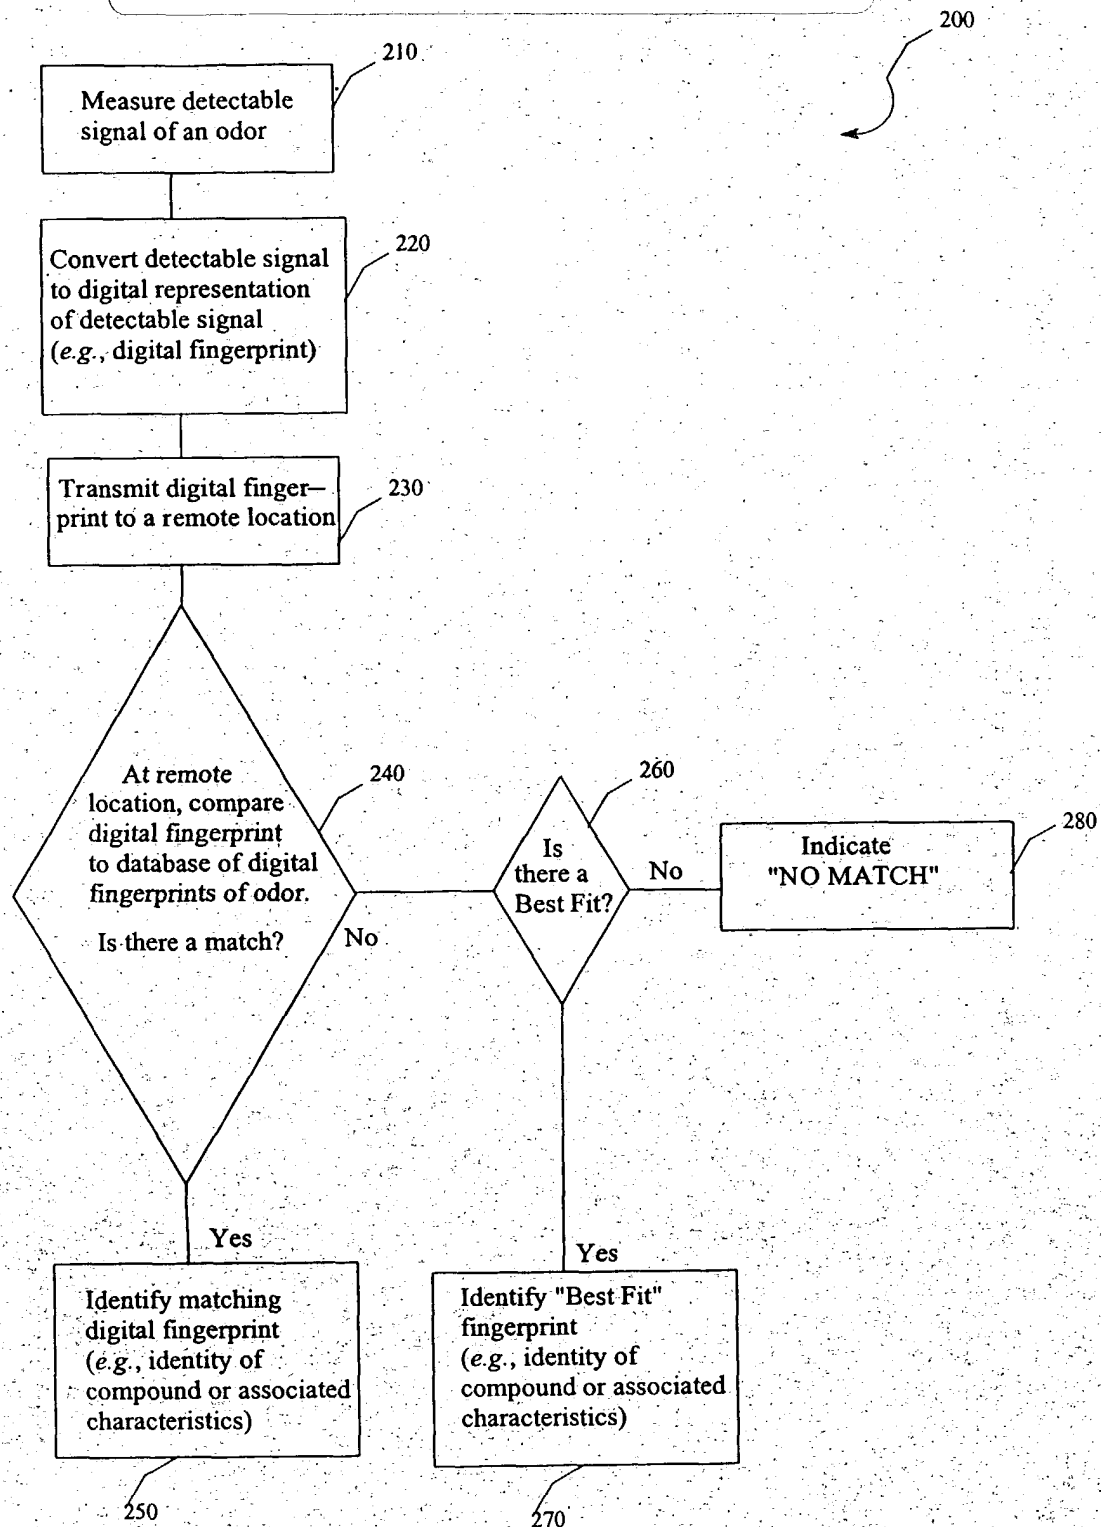 200
210
Measure detectable
signal of an odor
220
Convert detectable signal
to digital representation
of detectable signal
(e.g., digital fingerprint)
230
Transmit digital finger–
print to a remote location
240
At remote
location, compare
digital fingerprint
to database of digital
fingerprints of odor.
Is there a match?
No
260
Is
there a
Best Fit?
No
280
Indicate
"NO MATCH"
Yes
Identify matching
digital fingerprint
(e.g., identity of
compound or associated
characteristics)
250
Yes
Identify "Best Fit"
fingerprint
(e.g., identity of
compound or associated
characteristics)
270